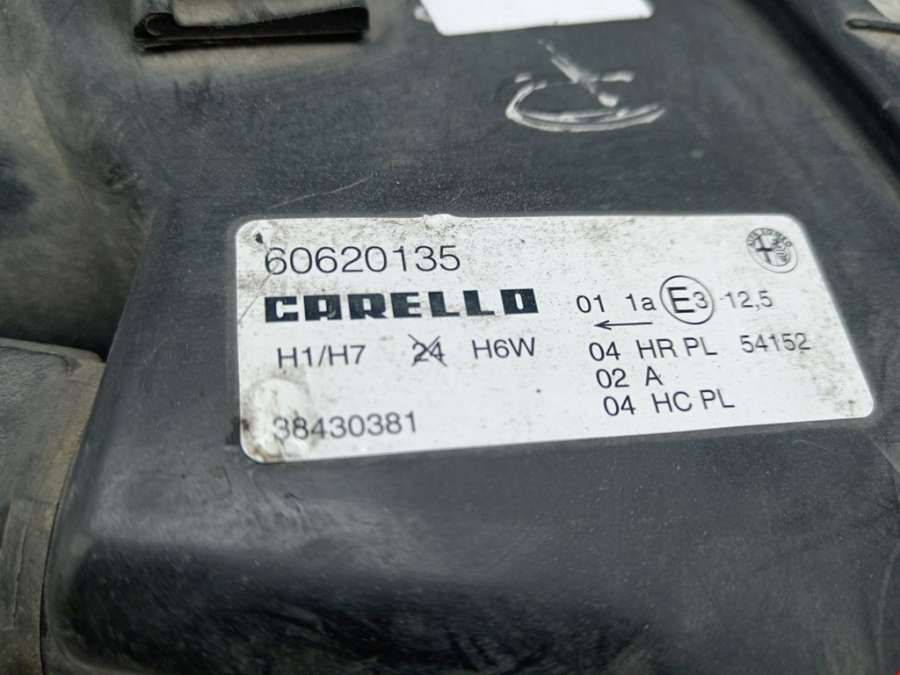 60620135
CARELLO
H1/H7 24 H6W
38430381
01 1a E3 12,5
04 HR PL 54152
02 A
04 HC PL